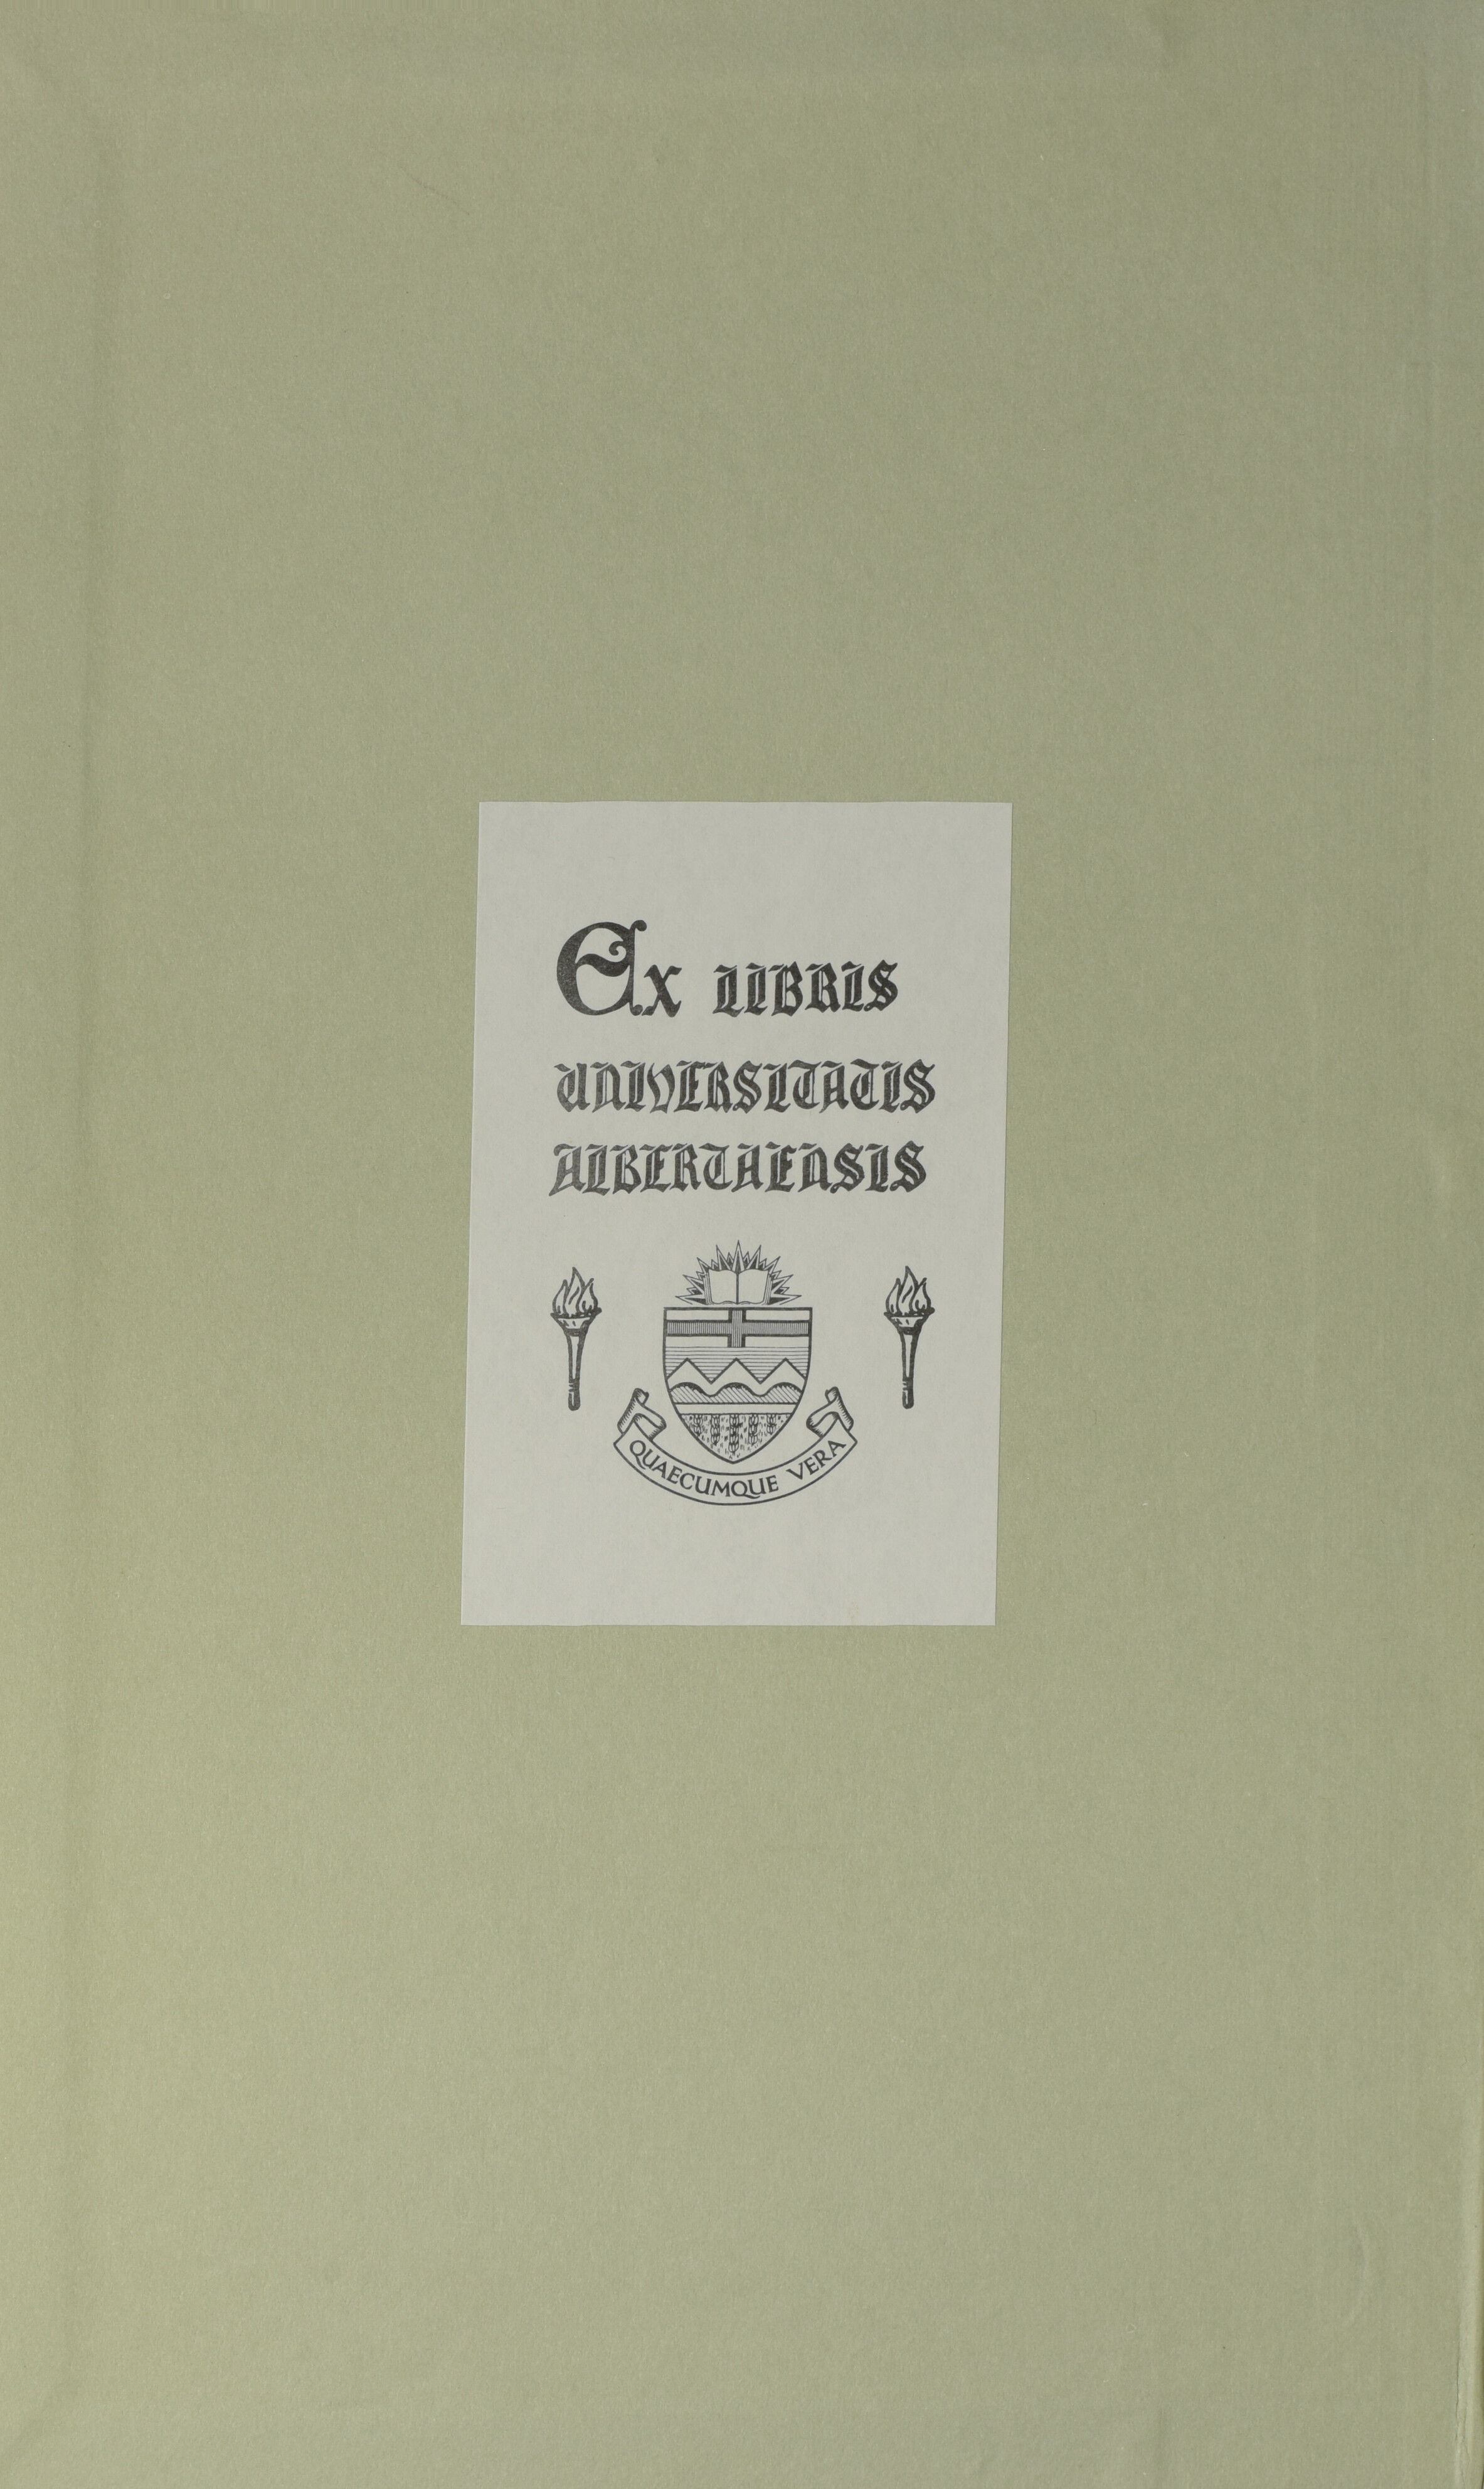 Ex LIBRIS
UNIVERSITATIS
ALBERTAENSIS
QUAECUMQUE VERA